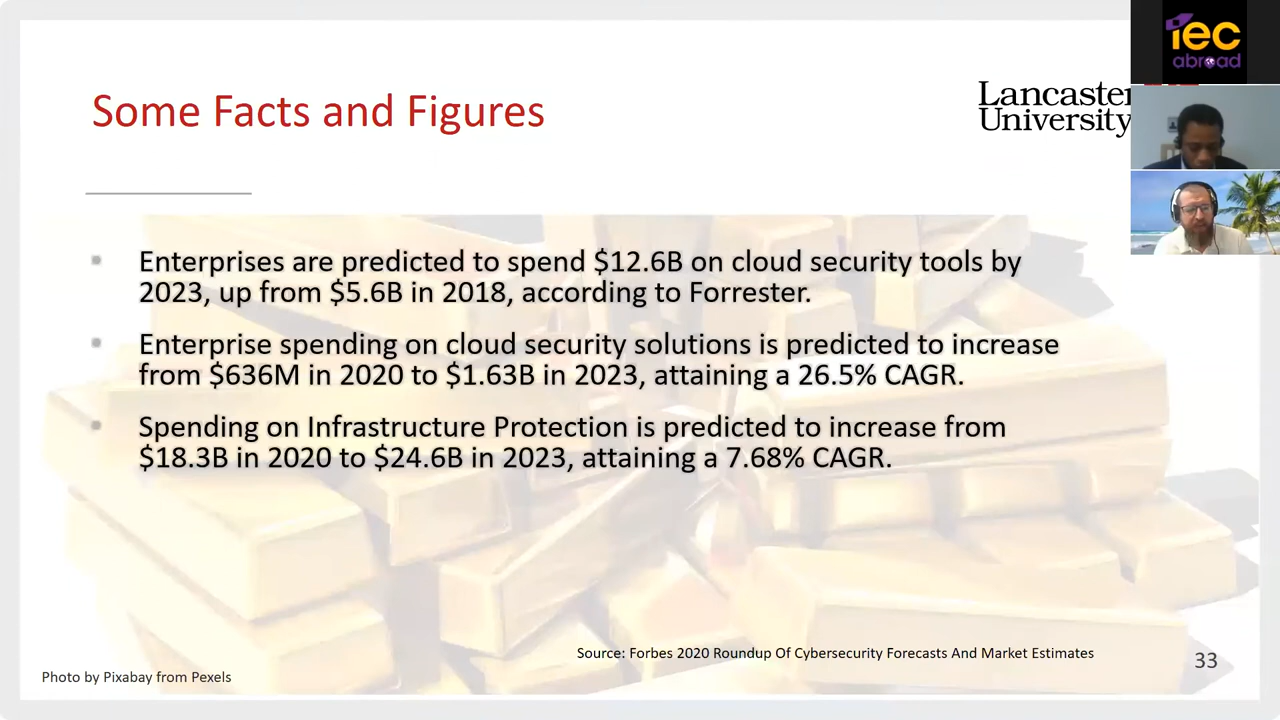 Some Facts and Figures
Lancaster
University
iec
abroad
Enterprises are predicted to spend $12.6B on cloud security tools by
2023, up from $5.6B in 2018, according to Forrester.
Enterprise spending on cloud security solutions is predicted to increase
from $636M in 2020 to $1.63B in 2023, attaining a 26.5% CAGR.
Spending on Infrastructure Protection is predicted to increase from
$18.3B in 2020 to $24.6B in 2023, attaining a 7.68% CAGR.
Source: Forbes 2020 Roundup Of Cybersecurity Forecasts And Market Estimates
33
Photo by Pixabay from Pexels